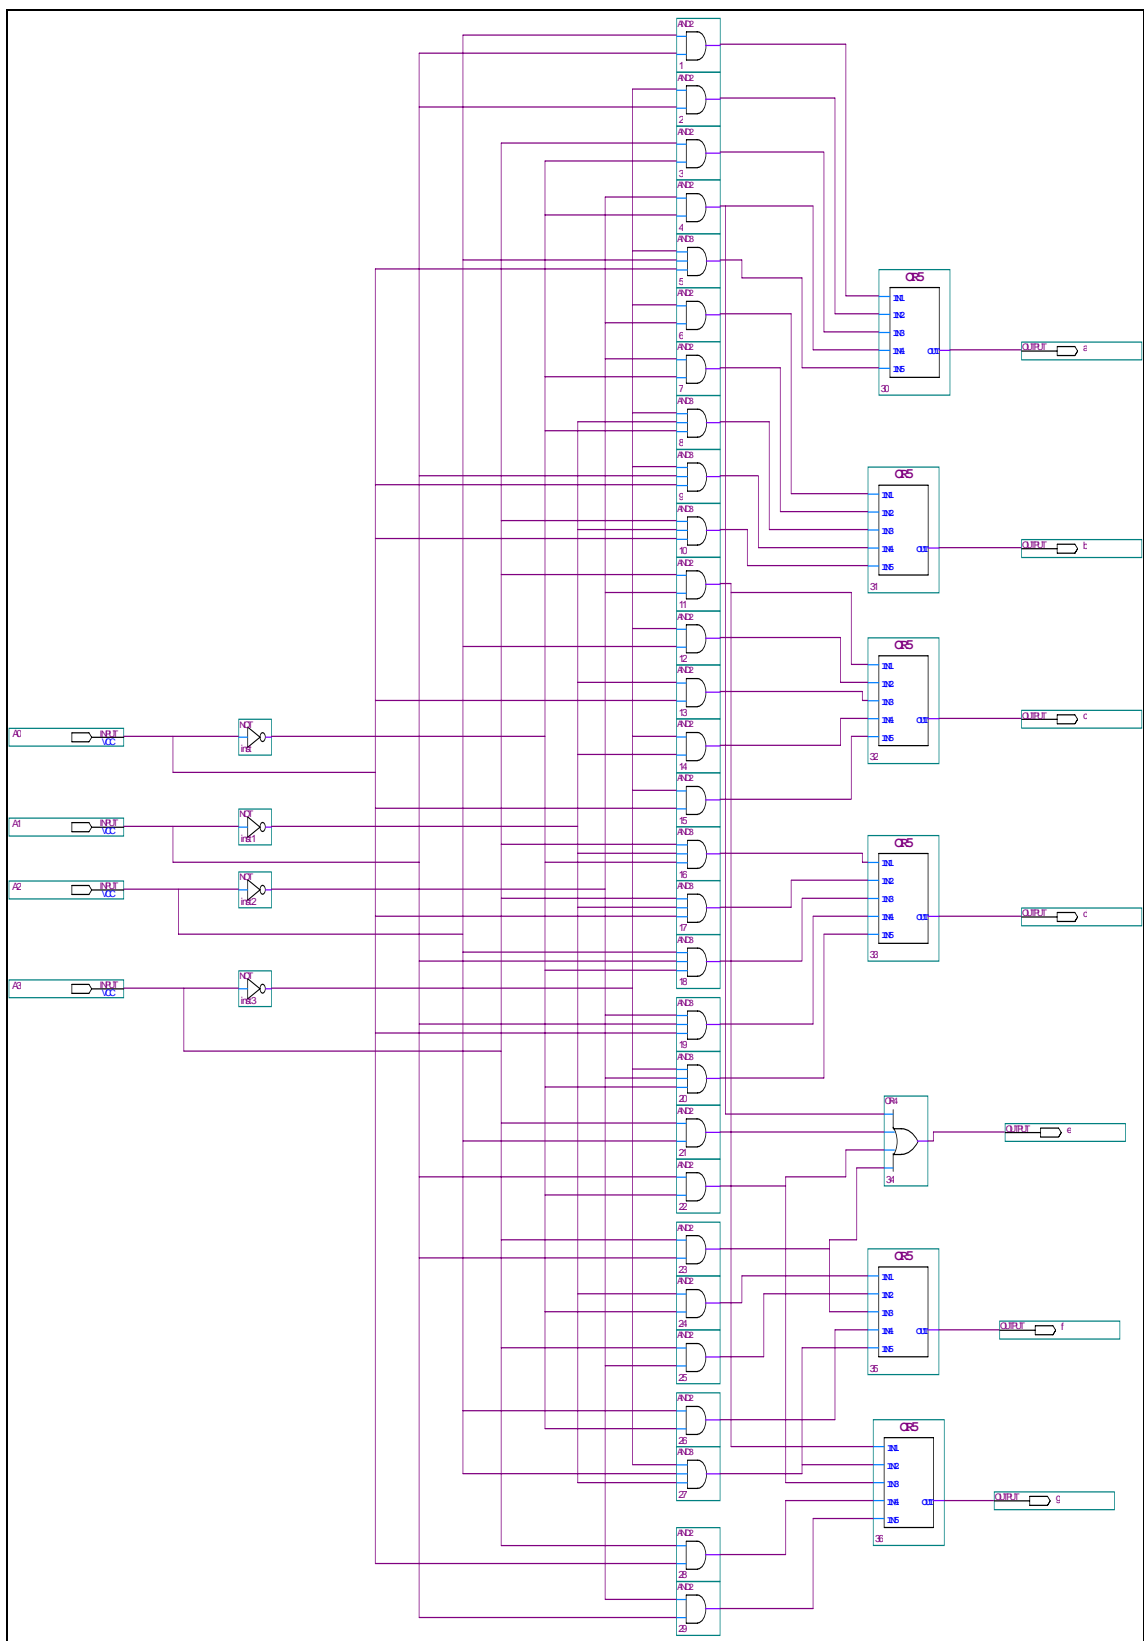 AND2
1
AND2
2
AND2
3
AND2
4
AND3
5
AND2
6
AND2
7
AND3
8
AND3
9
AND3
10
AND2
11
AND2
12
AND2
13
AND2
14
AND2
15
AND3
16
AND3
17
AND3
18
AND3
19
AND3
20
AND2
21
AND2
22
AND2
23
AND2
24
AND2
25
AND2
26
AND3
27
AND2
28
AND2
29
A0
INPUT
VCC
NOT
inst
A1
INPUT
VCC
NOT
inst1
A2
INPUT
VCC
NOT
inst2
A3
INPUT
VCC
NOT
inst3
OR5
IN1
IN2
IN3
IN4
IN5
OUT
30
OUTPUT
a
OR5
IN1
IN2
IN3
IN4
IN5
OUT
31
OUTPUT
b
OR5
IN1
IN2
IN3
IN4
IN5
OUT
32
OUTPUT
c
OR5
IN1
IN2
IN3
IN4
IN5
OUT
33
OUTPUT
OR4
34
OUTPUT
e
OR5
IN1
IN2
IN3
IN4
IN5
OUT
35
OUTPUT
f
OR5
IN1
IN2
IN3
IN4
IN5
OUT
36
OUTPUT
g